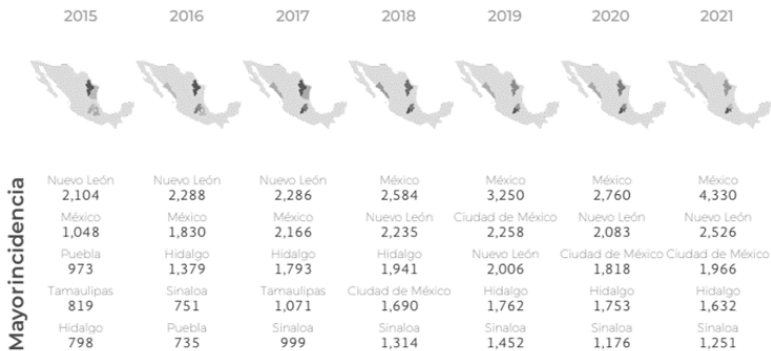 2015 2016 2017 2018 2019 2020 2021
Mayorincidencia
Nuevo León Nuevo León Nuevo León México México México México
2,104 2,288 2,286 2,584 3,250 2,760 4,330
México México México Nuevo León Ciudad de México Nuevo León Nuevo León
1,048 1,830 2,166 2,235 2,258 2,083 2,526
Puebla Hidalgo Hidalgo Hidalgo Nuevo León Ciudad de México Ciudad de México
973 1,379 1,793 1,941 2,006 1,818 1,966
Tamaulipas Sinaloa Tamaulipas Ciudad de México Hidalgo Hidalgo Hidalgo
819 751 1,071 1,690 1,762 1,753 1,632
Hidalgo Puebla Sinaloa Sinaloa Sinaloa Sinaloa Sinaloa
798 735 999 1,314 1,452 1,176 1,251